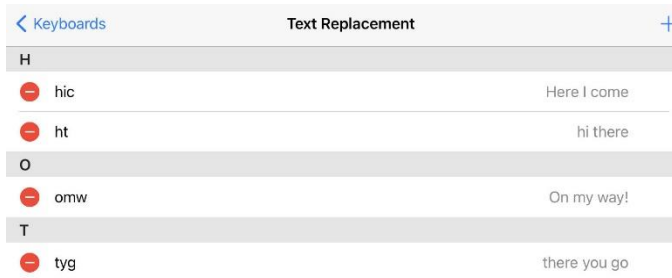 Keyboards Text Replacement +
H
hic Here I come
ht hi there
O
omw On my way!
T
tyg there you go